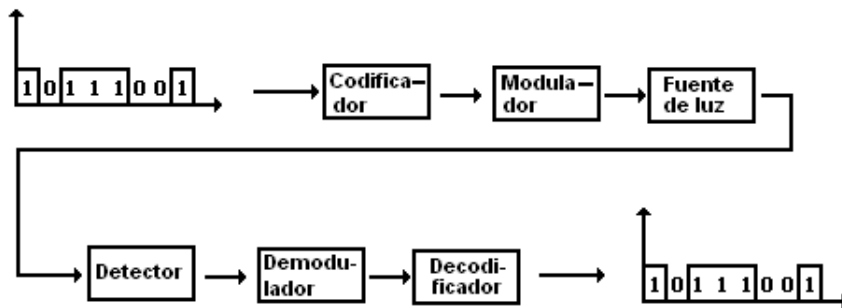 1 0 1 1 1 0 0 1
Codifica-
dor
Modula-
dor
Fuente
de luz
Detector
Demodu-
lador
Decodi-
ficador
1 0 1 1 1 0 0 1